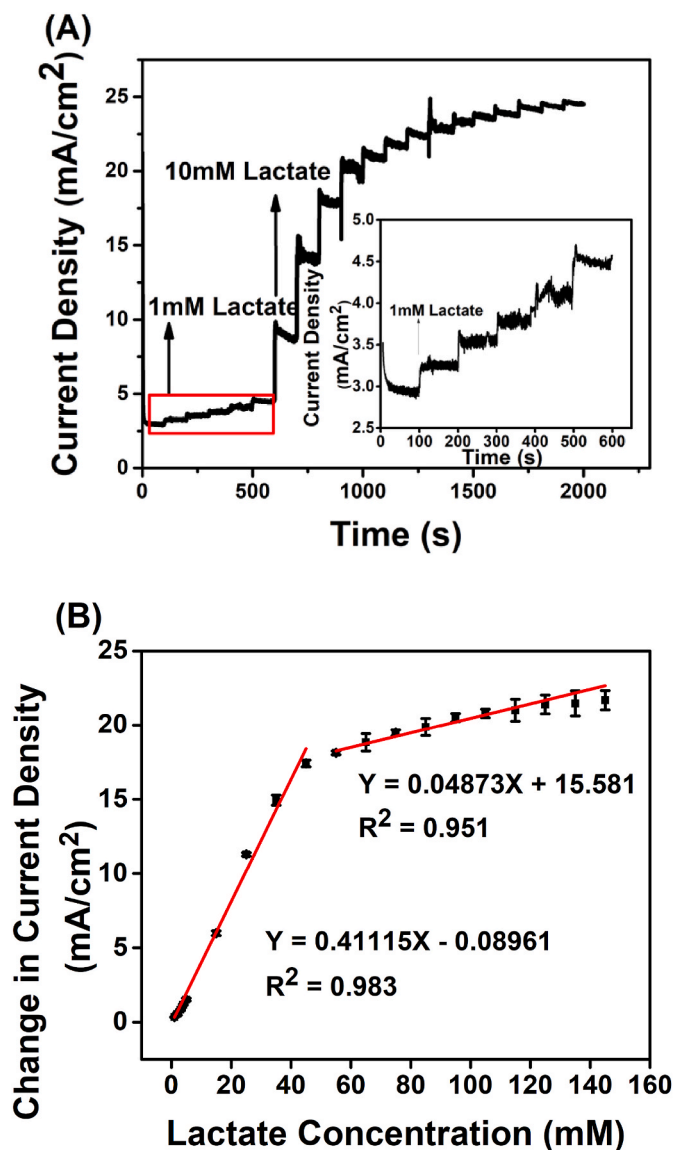 (A)
Current Density (mA/cm²)
25
20
15
10
5
0
10mM Lactate
1mM Lactate
Current Density
(mA/cm²)
5.0
4.5
4.0
3.5
3.0
2.5
1mM Lactate
0 100 200 300 400 500 600
Time (s)
0 500 1000 1500 2000
Time (s)
(B)
Change in Current Density
(mA/cm²)
25
20
15
10
5
0
Y = 0.04873X + 15.581
R² = 0.951
Y = 0.41115X - 0.08961
R² = 0.983
0 20 40 60 80 100 120 140 160
Lactate Concentration (mM)